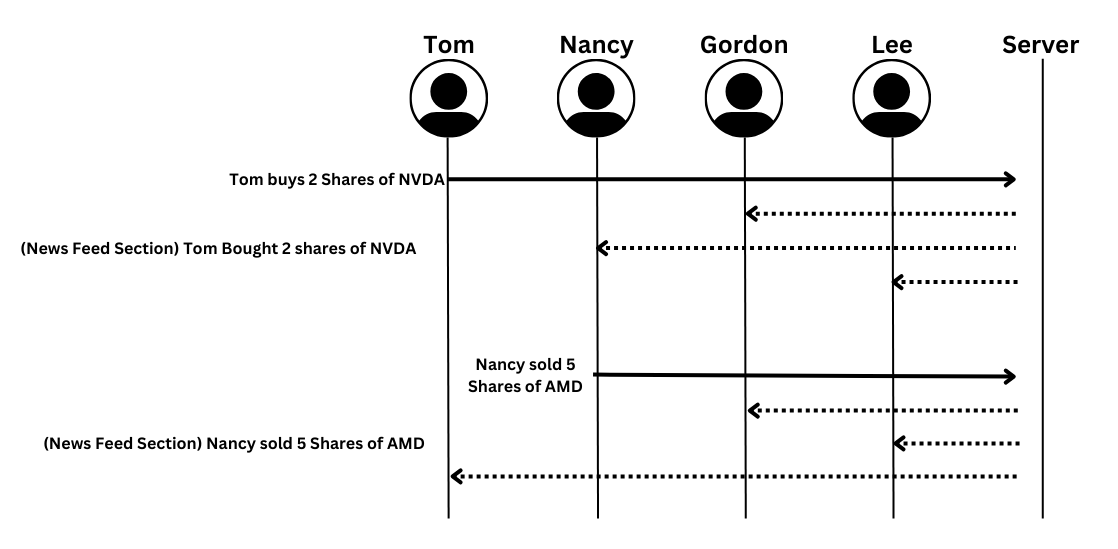 Tom
Nancy
Gordon
Lee
Server
Tom buys 2 Shares of NVDA
(News Feed Section) Tom Bought 2 shares of NVDA
Nancy sold 5
Shares of AMD
(News Feed Section) Nancy sold 5 Shares of AMD